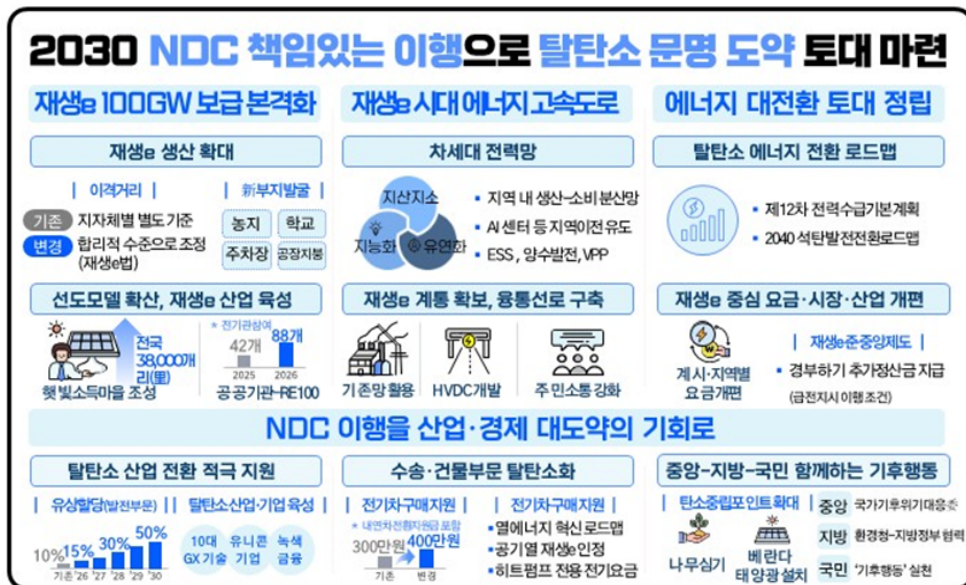 2030 NDC 책임있는 이행으로 탈탄소 문명 도약 토대 마련
재생e 100GW 보급 본격화
재생e 생산 확대
이격거리
기존 지자체별 별도 기준
변경 합리적 수준으로 조정
(재생e법)
新부지발굴
농지 학교
주차장 공장지붕
선도모델 확산, 재생e 산업 육성
전국
38,000개
리(里)
햇빛소득마을 조성
* 전기관참여
42개 88개
2025 2026
공공기관-RE100
재생e 시대 에너지 고속도로
차세대 전력망
지산지소
지능화 유연화
• 지역 내 생산-소비 분산망
• AI 센터 등 지역이전 유도
• ESS, 양수발전, VPP
재생e 계통 확보, 융통선로 구축
기존망 활용 HVDC개발 주민소통 강화
에너지 대전환 토대 정립
탈탄소 에너지 전환 로드맵
• 제12차 전력수급기본계획
• 2040 석탄발전전환로드맵
재생e 중심 요금·시장·산업 개편
계시·지역별
요금개편
재생e준중앙제도
• 경부하기 추가정산금 지급
(급전지시 이행 조건)
NDC 이행을 산업·경제 대도약의 기회로
탈탄소 산업 전환 적극 지원
유상할당(발전부문)
10% 15% 30% 50%
기존 '26 '27 '28 '29 '30
탈탄소산업·기업 육성
10대 유니콘 녹색
GX 기술 기업 금융
수송·건물부문 탈탄소화
전기차구매지원
* 내연차전환지원금 포함
300만원 400만원
기존 변경
전기차구매지원
• 열에너지 혁신 로드맵
• 공기열 재생e 인정
• 히트펌프 전용 전기요금
중앙-지방-국민 함께하는 기후행동
탄소중립포인트 확대
나무심기
베란다
태양광 설치
중앙 국가기후위기대응
지방 환경청-지방정부 협력
국민 '기후행동' 실천